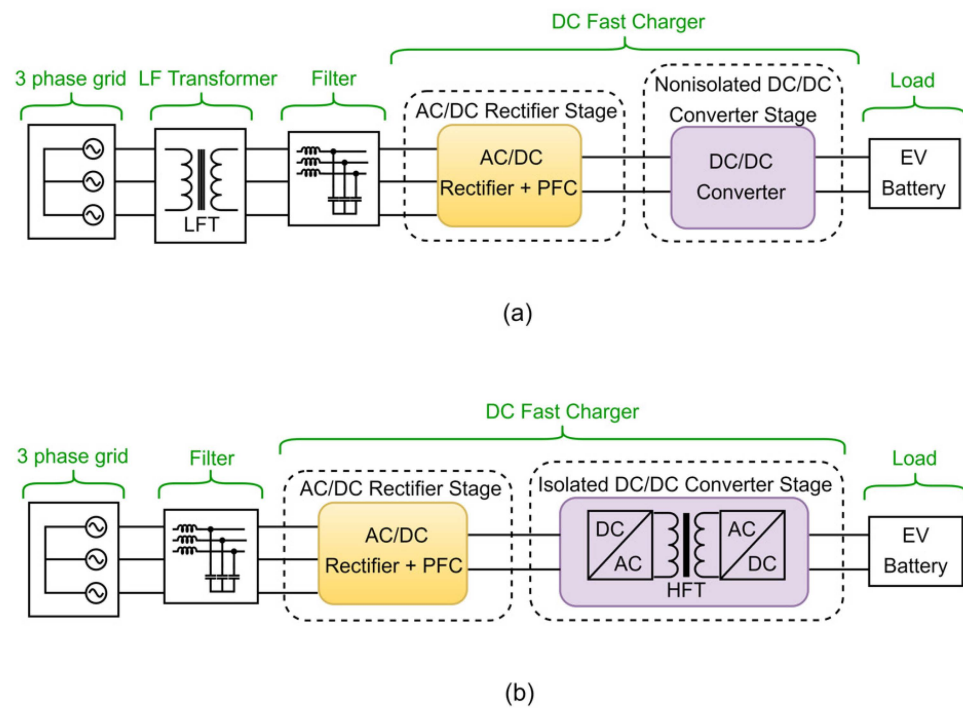 DC Fast Charger
3 phase grid
LF Transformer
Filter
Load
AC/DC Rectifier Stage
Nonisolated DC/DC
Converter Stage
AC/DC
Rectifier + PFC
DC/DC
Converter
EV
Battery
LFT
(a)
DC Fast Charger
3 phase grid
Filter
Load
AC/DC Rectifier Stage
Isolated DC/DC Converter Stage
AC/DC
Rectifier + PFC
DC
AC
HFT
AC
DC
EV
Battery
(b)